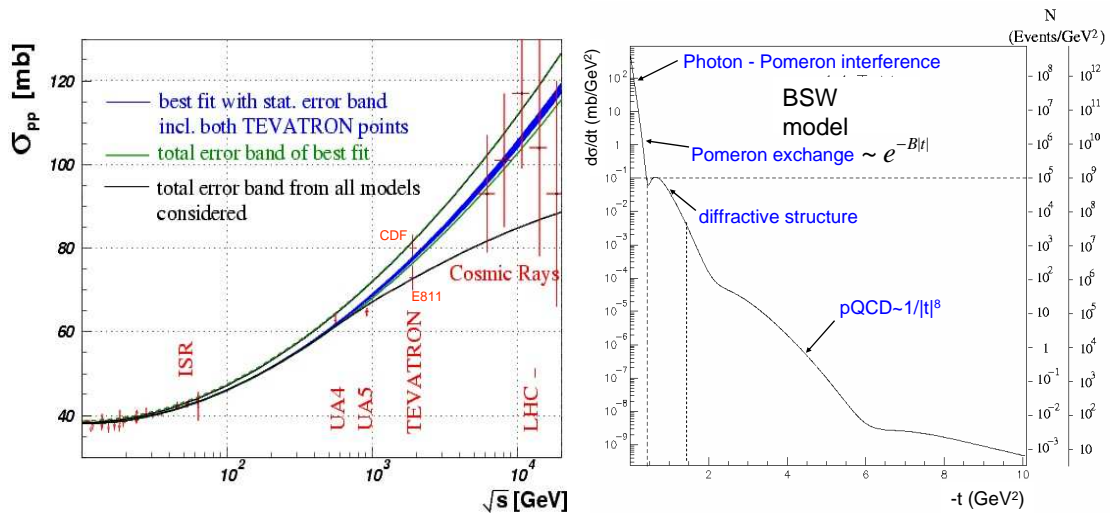 σpp [mb]
120
100
80
60
40
best fit with stat. error band
incl. both TEVATRON points
total error band of best fit
total error band from all models
considered
CDF
E811
Cosmic Rays
ISR
UA4
UA5
TEVATRON
LHC -
10²
10³
10⁴
√s [GeV]
dσ/dt (mb/GeV²)
10²
10
1
10⁻¹
10⁻²
10⁻³
10⁻⁴
10⁻⁵
10⁻⁶
10⁻⁷
10⁻⁸
10⁻⁹
Photon - Pomeron interference
BSW
model
Pomeron exchange ~ e⁻ᴮ|ᵗ|
diffractive structure
pQCD~1/|t|⁸
0
2
4
6
8
10
-t (GeV²)
N
(Events/GeV²)
10⁸
10⁷
10⁶
10⁵
10⁴
10³
10²
10
1
10⁻¹
10⁻²
10⁻³
10¹²
10¹¹
10¹⁰
10⁹
10⁸
10⁷
10⁶
10⁵
10⁴
10³
10²
10